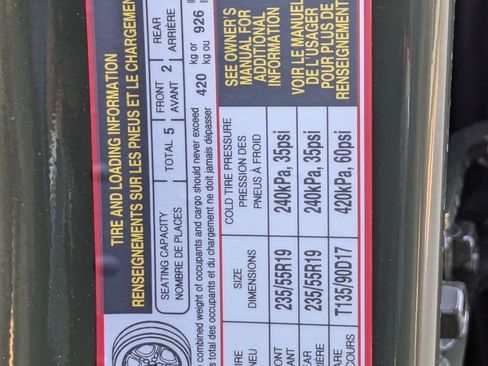 TIRE AND LOADING INFORMATION
RENSEIGNEMENTS SUR LES PNEUS ET LE CHARGEMENT
SEATING CAPACITY
NOMBRE DE PLACES
TOTAL 5
FRONT
AVANT
2
REAR
ARRIÈRE
combined weight of occupants and cargo should never exceed
total des occupants et du chargement ne doit jamais dépasser
420
kg or
kg ou
926
SIZE
DIMENSIONS
COLD TIRE PRESSURE
PRESSION DES
PNEUS À FROID
SEE OWNER'S
MANUAL FOR
ADDITIONAL
INFORMATION
VOIR LE MANUEL
DE L'USAGER
POUR PLUS DE
RENSEIGNEMENT
235/55R19
240kPa, 35psi
235/55R19
240kPa, 35psi
T135/90D17
420kPa, 60psi